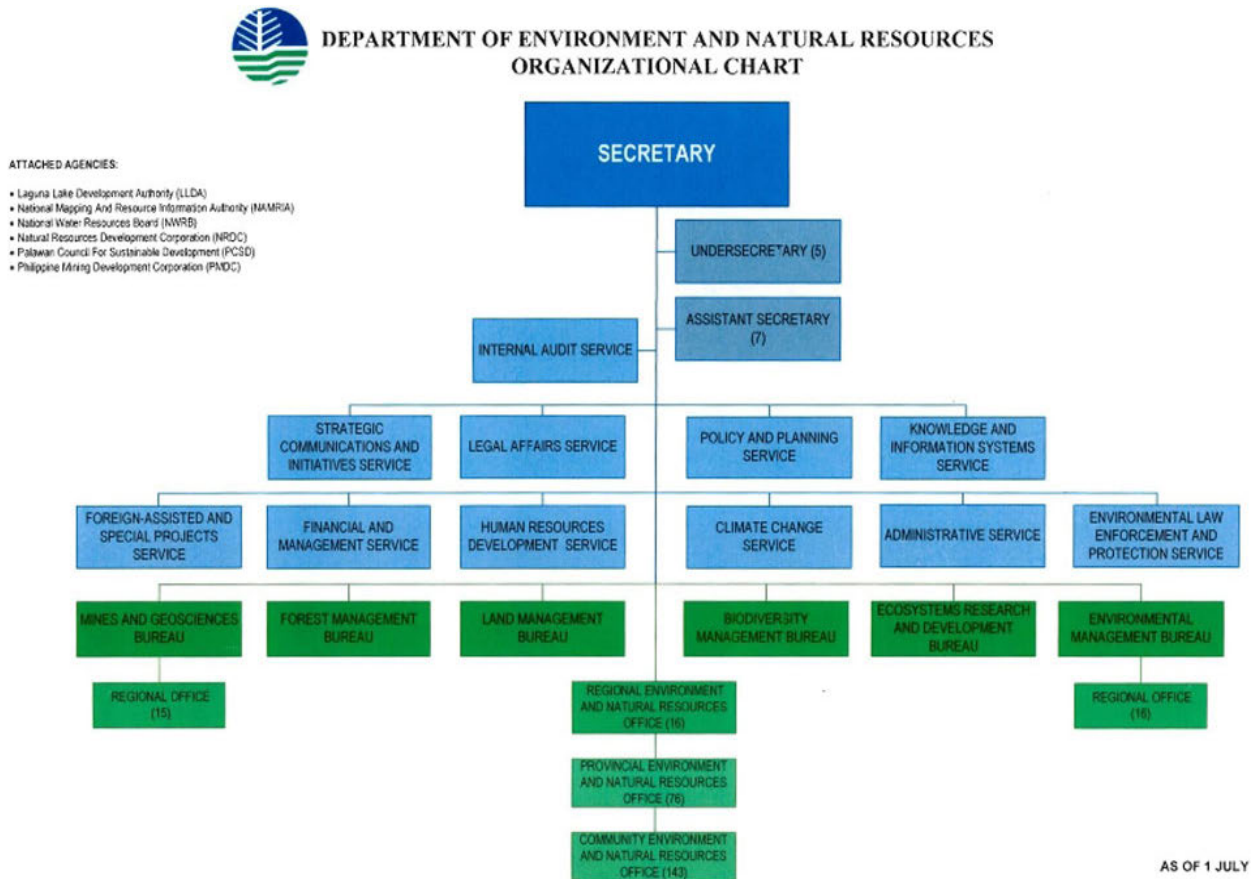 DEPARTMENT OF ENVIRONMENT AND NATURAL RESOURCES
ORGANIZATIONAL CHART
ATTACHED AGENCIES:
• Laguna Lake Development Authority (LLDA)
• National Mapping And Resource Information Authority (NAMRIA)
• National Water Resources Board (NWRB)
• Natural Resources Development Corporation (NRDC)
• Palawan Council For Sustainable Development (PCSD)
• Philippine Mining Development Corporation (PMDC)
SECRETARY
UNDERSECRETARY (5)
ASSISTANT SECRETARY
(7)
INTERNAL AUDIT SERVICE
STRATEGIC
COMMUNICATIONS AND
INITIATIVES SERVICE
LEGAL AFFAIRS SERVICE
POLICY AND PLANNING
SERVICE
KNOWLEDGE AND
INFORMATION SYSTEMS
SERVICE
FOREIGN-ASSISTED AND
SPECIAL PROJECTS
SERVICE
FINANCIAL AND
MANAGEMENT SERVICE
HUMAN RESOURCES
DEVELOPMENT SERVICE
CLIMATE CHANGE
SERVICE
ADMINISTRATIVE SERVICE
ENVIRONMENTAL LAW
ENFORCEMENT AND
PROTECTION SERVICE
MINES AND GEOSCIENCES
BUREAU
FOREST MANAGEMENT
BUREAU
LAND MANAGEMENT
BUREAU
BIODIVERSITY
MANAGEMENT BUREAU
ECOSYSTEMS RESEARCH
AND DEVELOPMENT
BUREAU
ENVIRONMENTAL
MANAGEMENT BUREAU
REGIONAL OFFICE
(15)
REGIONAL ENVIRONMENT
AND NATURAL RESOURCES
OFFICE (16)
REGIONAL OFFICE
(16)
PROVINCIAL ENVIRONMENT
AND NATURAL RESOURCES
OFFICE (76)
COMMUNITY ENVIRONMENT
AND NATURAL RESOURCES
OFFICE (143)
AS OF 1 JULY